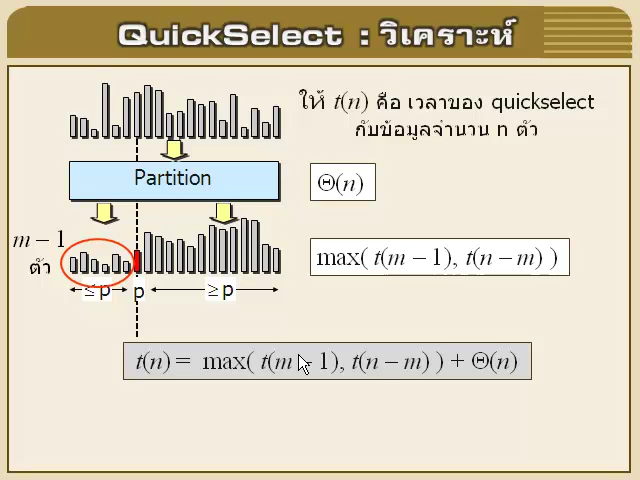 QuickSelect : วิเคราะห์
ให้ t(n) คือ เวลาของ quickselect
กับข้อมูลจำนวน n ตัว
Partition
Θ(n)
m − 1
ตัว
max( t(m − 1), t(n − m) )
≤ p
p
≥ p
t(n) = max( t(m − 1), t(n − m) ) + Θ(n)